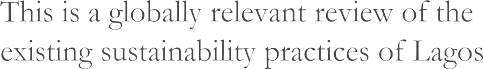 This is a globally relevant review of the
existing sustainability practices of Lagos